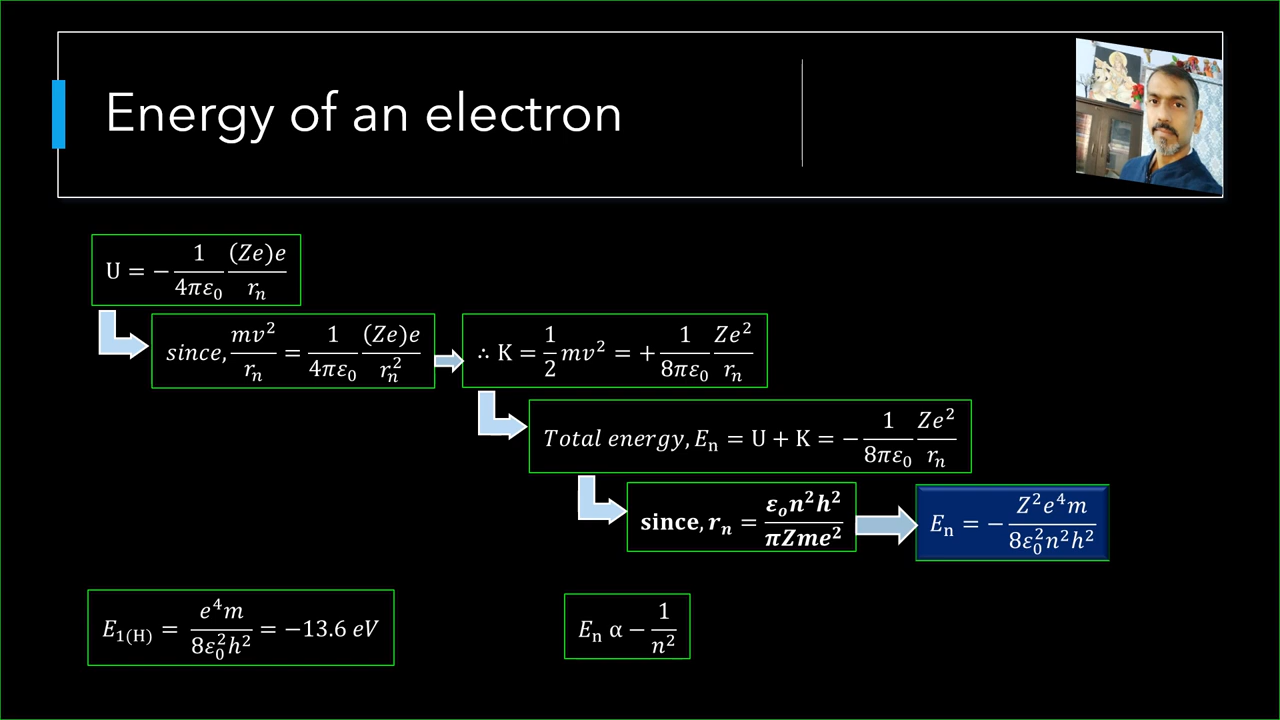 Energy of an electron
U = − 1/(4πε₀) (Ze)e/rₙ
since, mv²/rₙ = 1/(4πε₀) (Ze)e/rₙ²
∴ K = 1/2 mv² = + 1/(8πε₀) Ze²/rₙ
Total energy, Eₙ = U + K = − 1/(8πε₀) Ze²/rₙ
since, rₙ = εₒn²h²/πZme²
Eₙ = − Z²e⁴m/8ε₀²n²h²
E₁₍H₎ = e⁴m/8ε₀²h² = −13.6 eV
Eₙ α − 1/n²